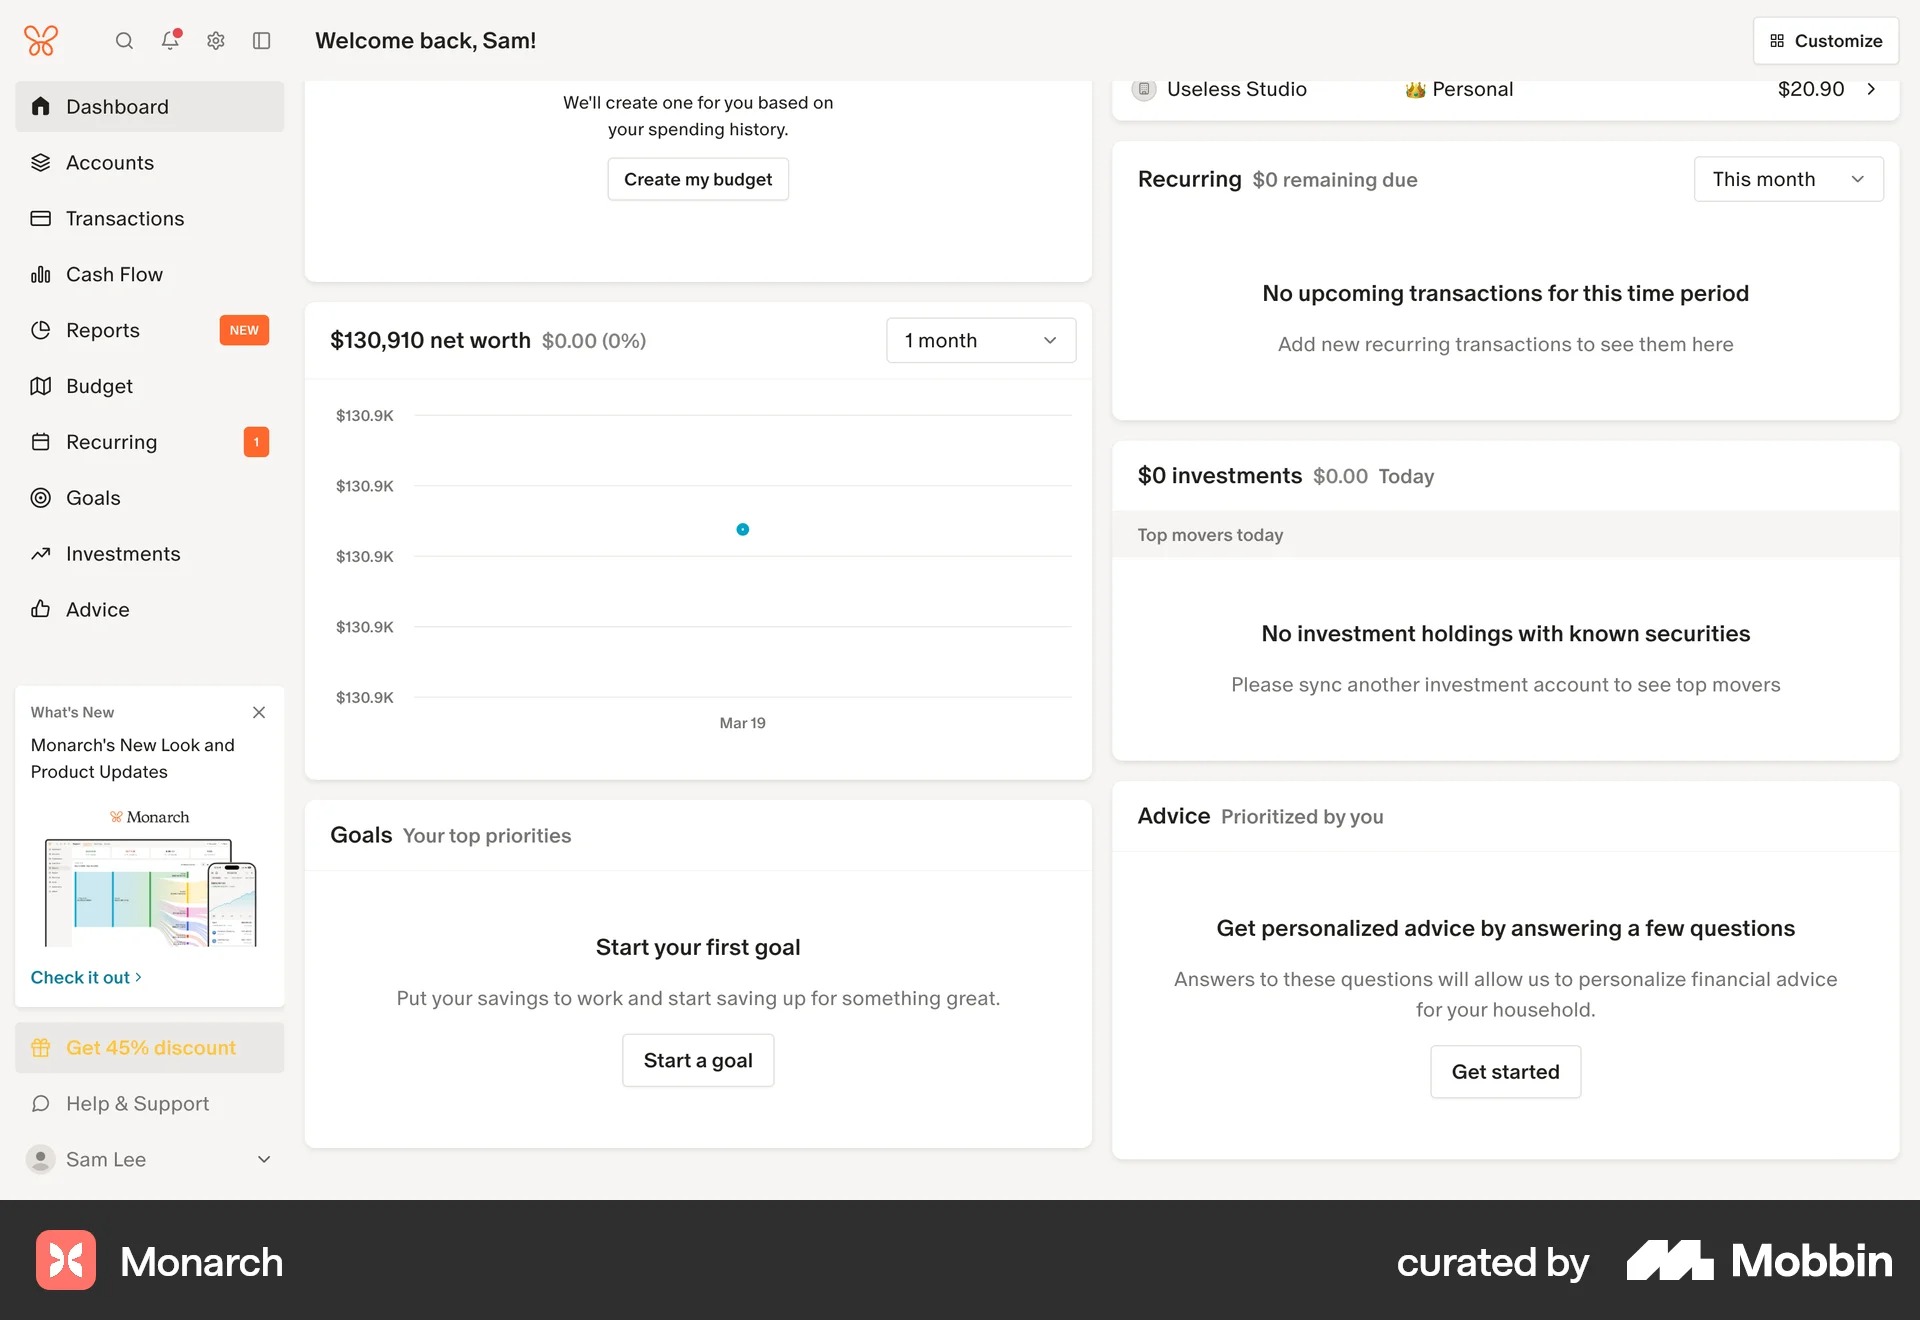 Welcome back, Sam!
Customize
Dashboard
Accounts
Transactions
Cash Flow
Reports
NEW
Budget
Recurring
1
Goals
Investments
Advice
What's New
Monarch's New Look and
Product Updates
Monarch
Check it out
Get 45% discount
Help & Support
Sam Lee
We'll create one for you based on
your spending history.
Create my budget
$130,910 net worth $0.00 (0%)
1 month
$130.9K
$130.9K
$130.9K
$130.9K
$130.9K
Mar 19
Goals Your top priorities
Start your first goal
Put your savings to work and start saving up for something great.
Start a goal
Useless Studio Personal $20.90
Recurring $0 remaining due
This month
No upcoming transactions for this time period
Add new recurring transactions to see them here
$0 investments $0.00 Today
Top movers today
No investment holdings with known securities
Please sync another investment account to see top movers
Advice Prioritized by you
Get personalized advice by answering a few questions
Answers to these questions will allow us to personalize financial advice
for your household.
Get started
Monarch
curated by Mobbin